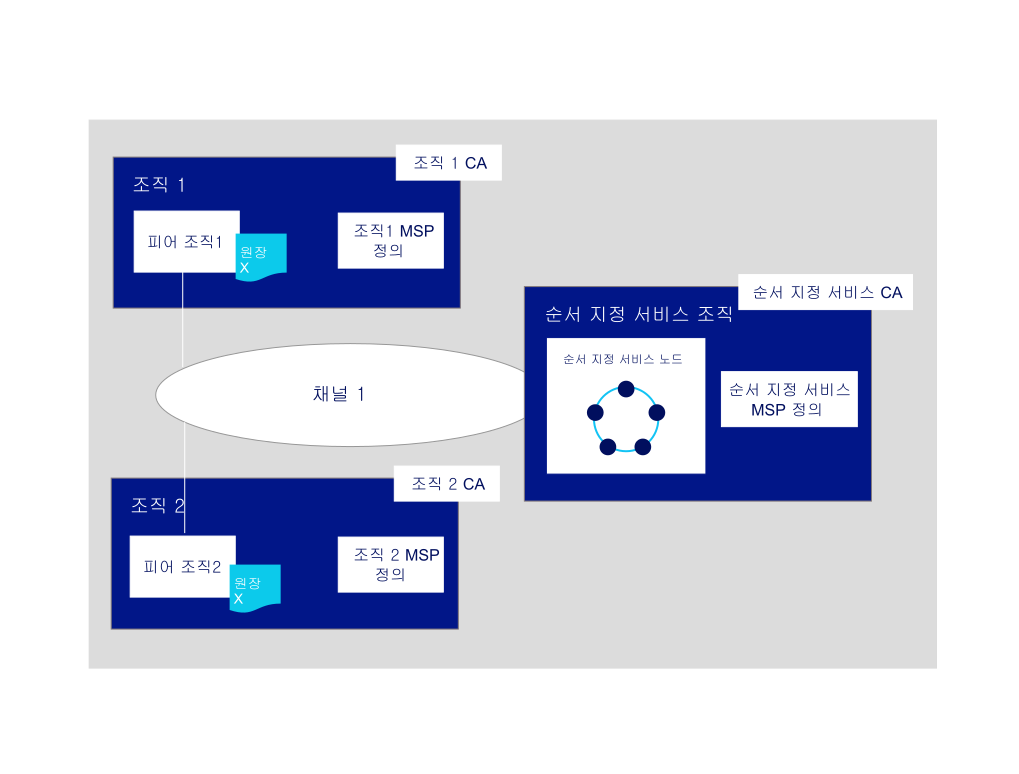 조직 1 CA
조직 1
피어 조직1
원장
X
조직1 MSP
정의
순서 지정 서비스 CA
순서 지정 서비스 조직
순서 지정 서비스 노드
순서 지정 서비스
MSP 정의
채널 1
조직 2 CA
조직 2
피어 조직2
원장
X
조직 2 MSP
정의